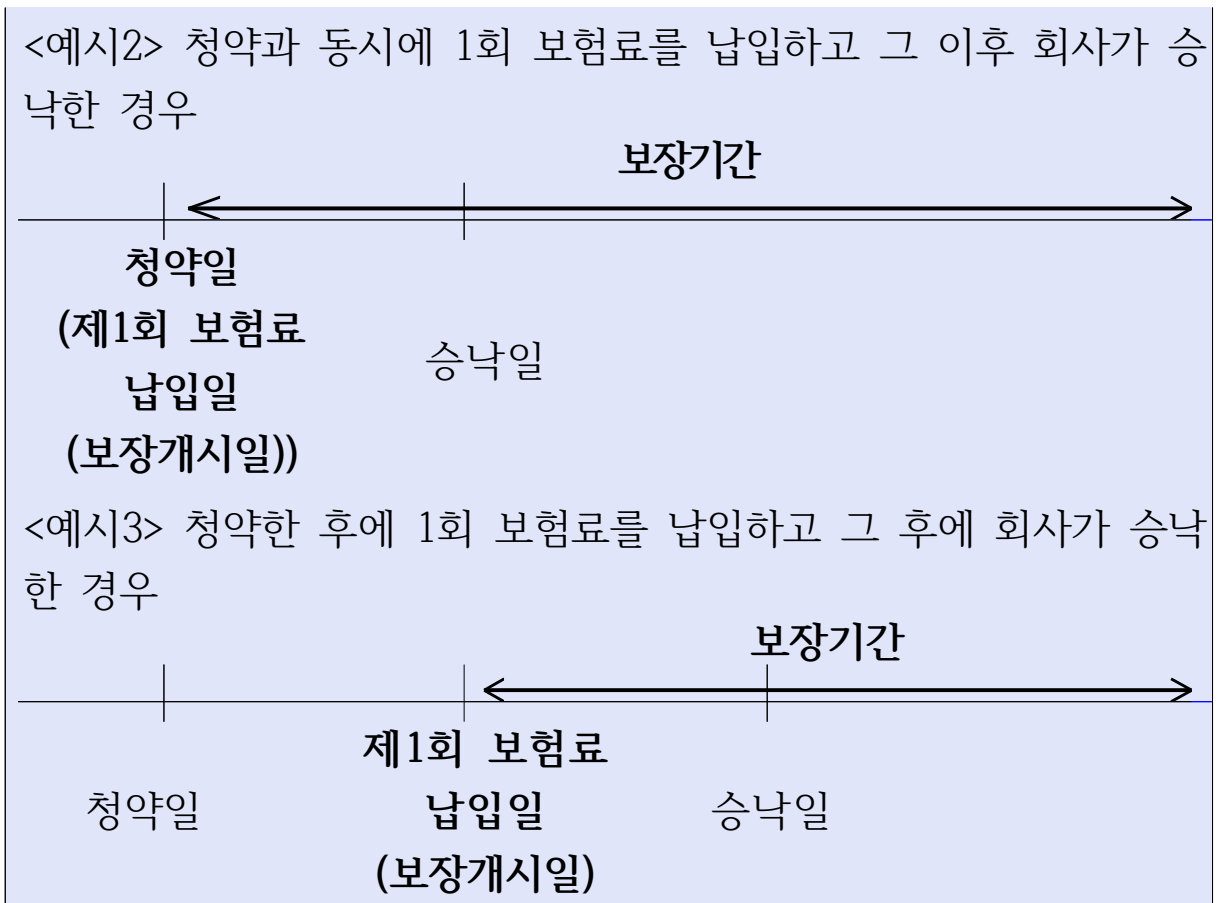 <예시2> 청약과 동시에 1회 보험료를 납입하고 그 이후 회사가 승
낙한 경우
보장기간
청약일
(제1회 보험료
납입일
(보장개시일))
승낙일
<예시3> 청약한 후에 1회 보험료를 납입하고 그 후에 회사가 승낙
한 경우
보장기간
청약일
제1회 보험료
납입일
(보장개시일)
승낙일